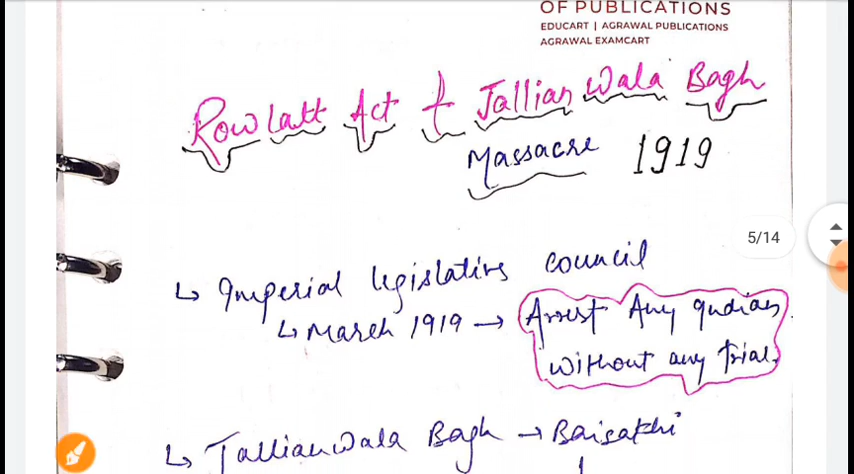 OF PUBLICATIONS
EDUCART | AGRAWAL PUBLICATIONS
AGRAWAL EXAMCART
Rowlatt Act & Jallian Wala Bagh
Massacre 1919
5/14
↳ Imperial legislative council
↳ March 1919 → Arrest Any Indian
without any trial.
↳ Jallianwala Bagh → Baisakhi